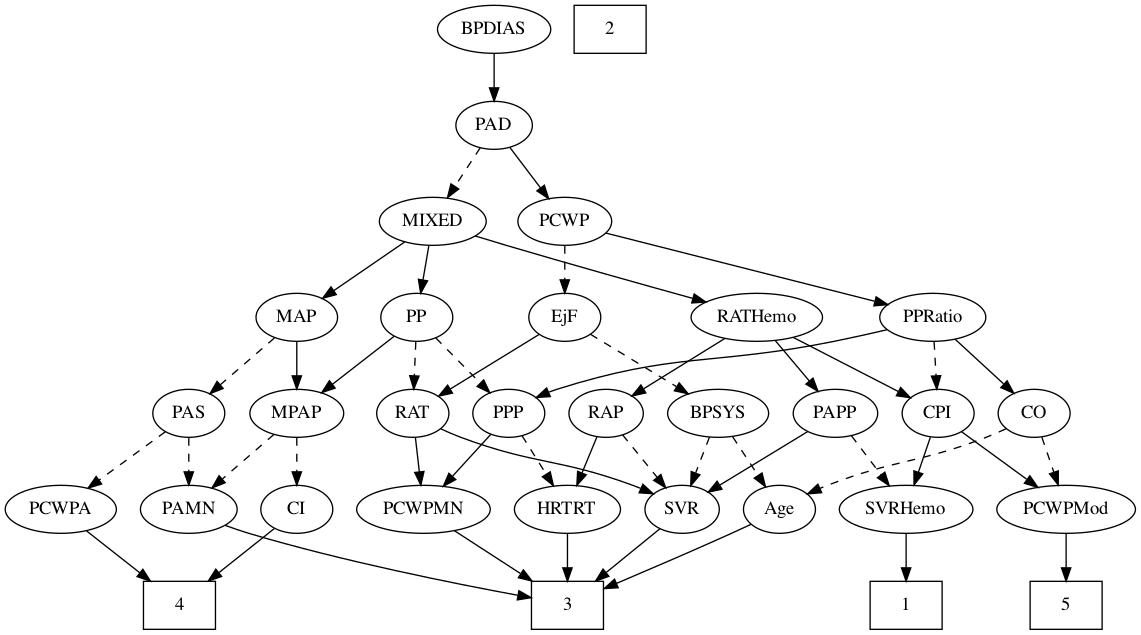 BPDIAS
2
PAD
MIXED
PCWP
MAP
PP
EjF
RATHemo
PPRatio
PAS
MPAP
RAT
PPP
RAP
BPSYS
PAPP
CPI
CO
PCWPA
PAMN
CI
PCWPMN
HRTRT
SVR
Age
SVRHemo
PCWPMod
4
3
1
5